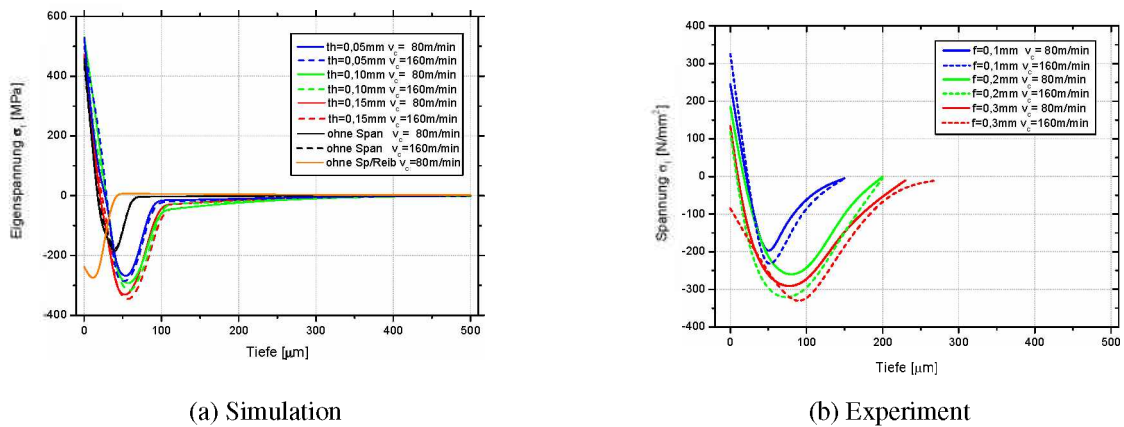 600
400
200
0
-200
-400
Eigenspannung σI [MPa]
th=0,05mm vc= 80m/min
th=0,05mm vc=160m/min
th=0,10mm vc= 80m/min
th=0,10mm vc=160m/min
th=0,15mm vc= 80m/min
th=0,15mm vc=160m/min
ohne Span vc= 80m/min
ohne Span vc=160m/min
ohne Sp/Reib vc=80m/min
0 100 200 300 400 500
Tiefe [µm]
(a) Simulation
400
300
200
100
0
-100
-200
-300
-400
Spannung σI [N/mm²]
f=0,1mm vc= 80m/min
f=0,1mm vc=160m/min
f=0,2mm vc=80m/min
f=0,2mm vc=160m/min
f=0,3mm vc=80m/min
f=0,3mm vc=160m/min
0 100 200 300 400 500
Tiefe [µm]
(b) Experiment